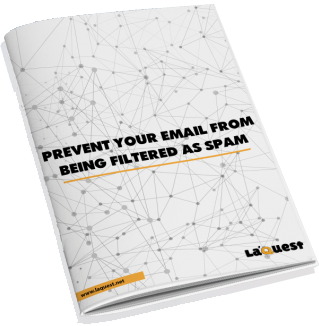 PREVENT YOUR EMAIL FROM
BEING FILTERED AS SPAM
LaQuest
www.laquest.net